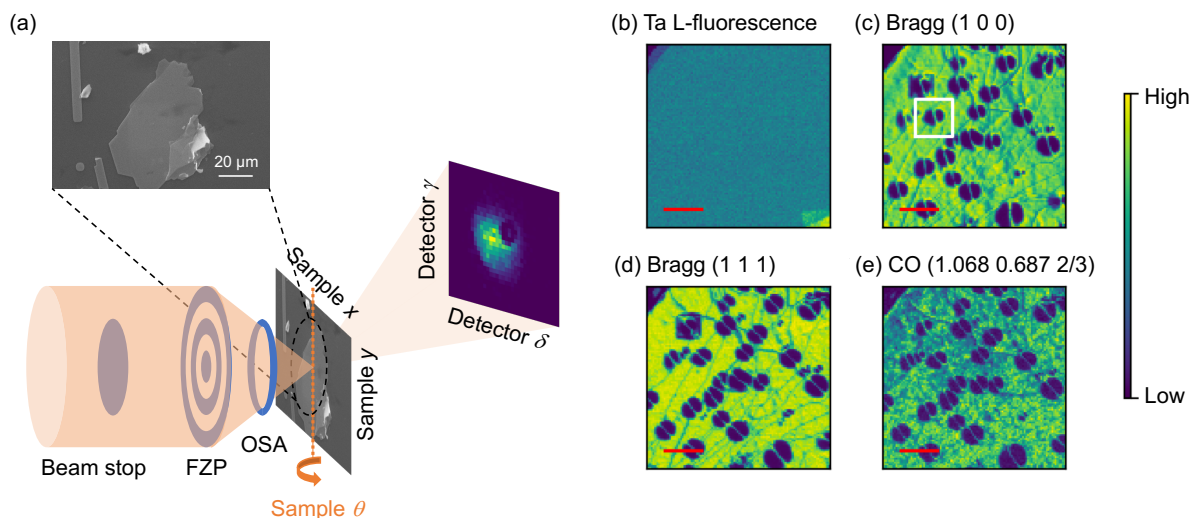 (a)
20 μm
Detector γ
Detector δ
Sample x
Sample y
Beam stop
FZP
OSA
Sample θ
(b) Ta L-fluorescence
(c) Bragg (1 0 0)
(d) Bragg (1 1 1)
(e) CO (1.068 0.687 2/3)
High
Low